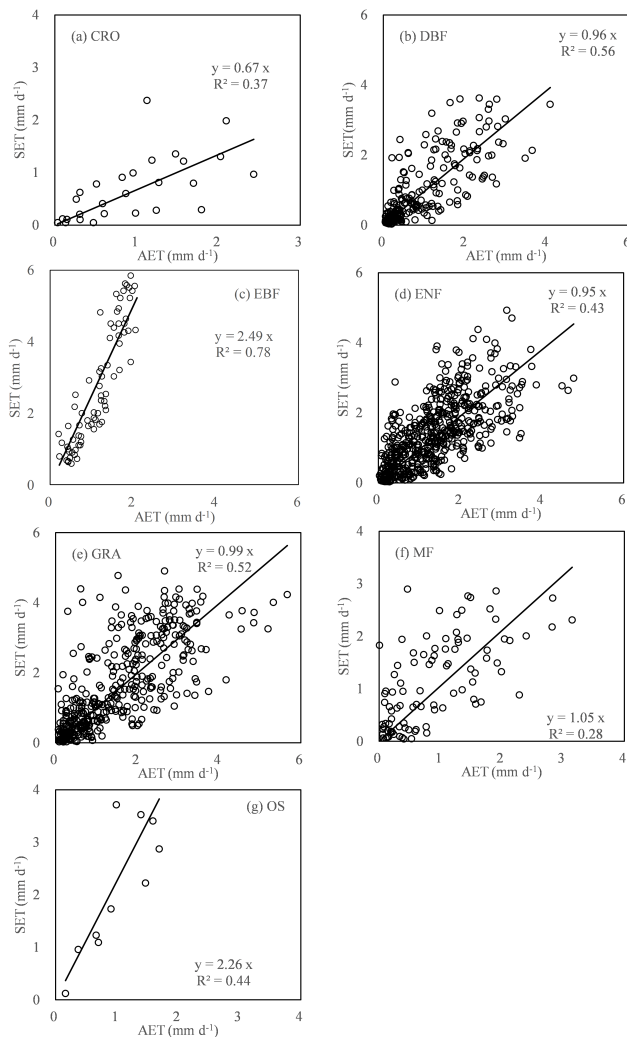 (a) CRO
y = 0.67 x
R² = 0.37
SET (mm d⁻¹)
4
3
2
1
0
0 1 2 3
AET (mm d⁻¹)
(b) DBF
y = 0.96 x
R² = 0.56
SET(mm d⁻¹)
6
4
2
0
0 2 4 6
AET (mm d⁻¹)
(c) EBF
y = 2.49 x
R² = 0.78
SET (mm d⁻¹)
6
4
2
0
0 2 4 6
AET (mm d⁻¹)
(d) ENF
y = 0.95 x
R² = 0.43
SET (mm d⁻¹)
6
4
2
0
0 2 4 6
AET (mm d⁻¹)
(e) GRA
y = 0.99 x
R² = 0.52
SET (mm d⁻¹)
6
4
2
0
0 2 4 6
AET (mm d⁻¹)
(f) MF
y = 1.05 x
R² = 0.28
SET (mm d⁻¹)
4
3
2
1
0
0 1 2 3 4
AET (mm d⁻¹)
(g) OS
y = 2.26 x
R² = 0.44
SET (mm d⁻¹)
4
3
2
1
0
0 1 2 3 4
AET (mm d⁻¹)